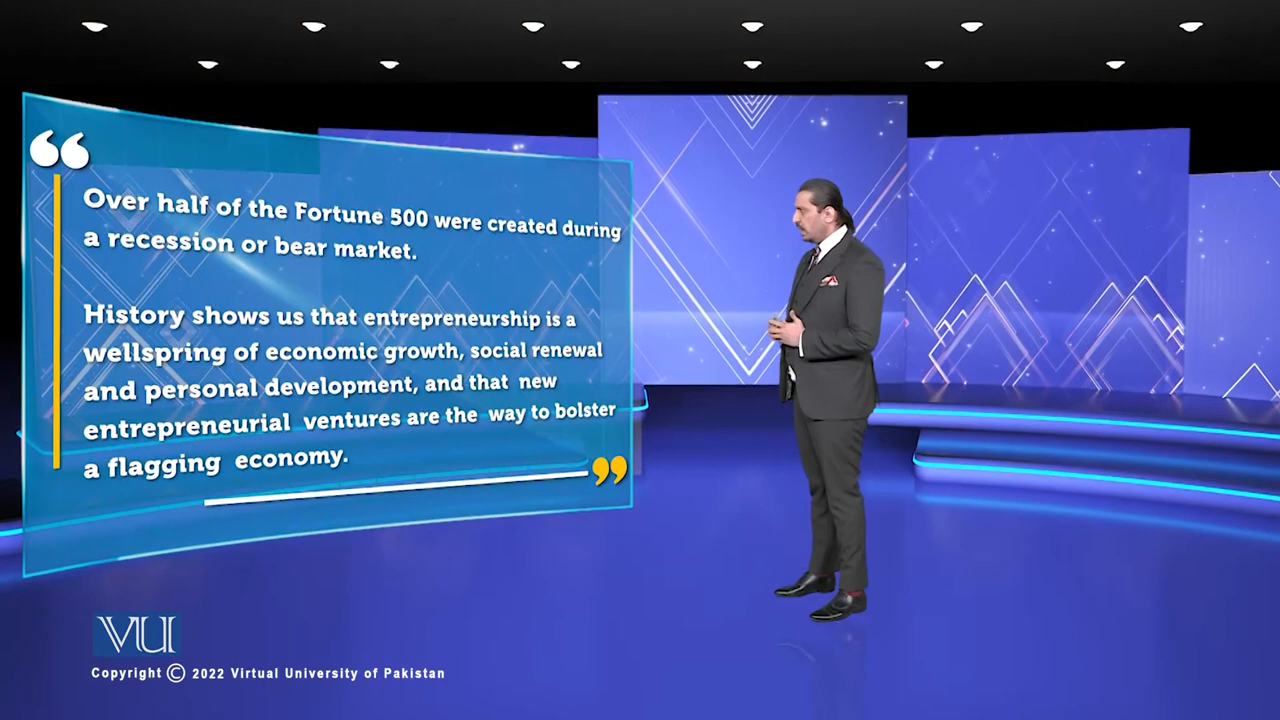 “
Over half of the Fortune 500 were created during
a recession or bear market.
History shows us that entrepreneurship is a
wellspring of economic growth, social renewal
and personal development, and that new
entrepreneurial ventures are the way to bolster
a flagging economy.
”
VU
Copyright © 2022 Virtual University of Pakistan